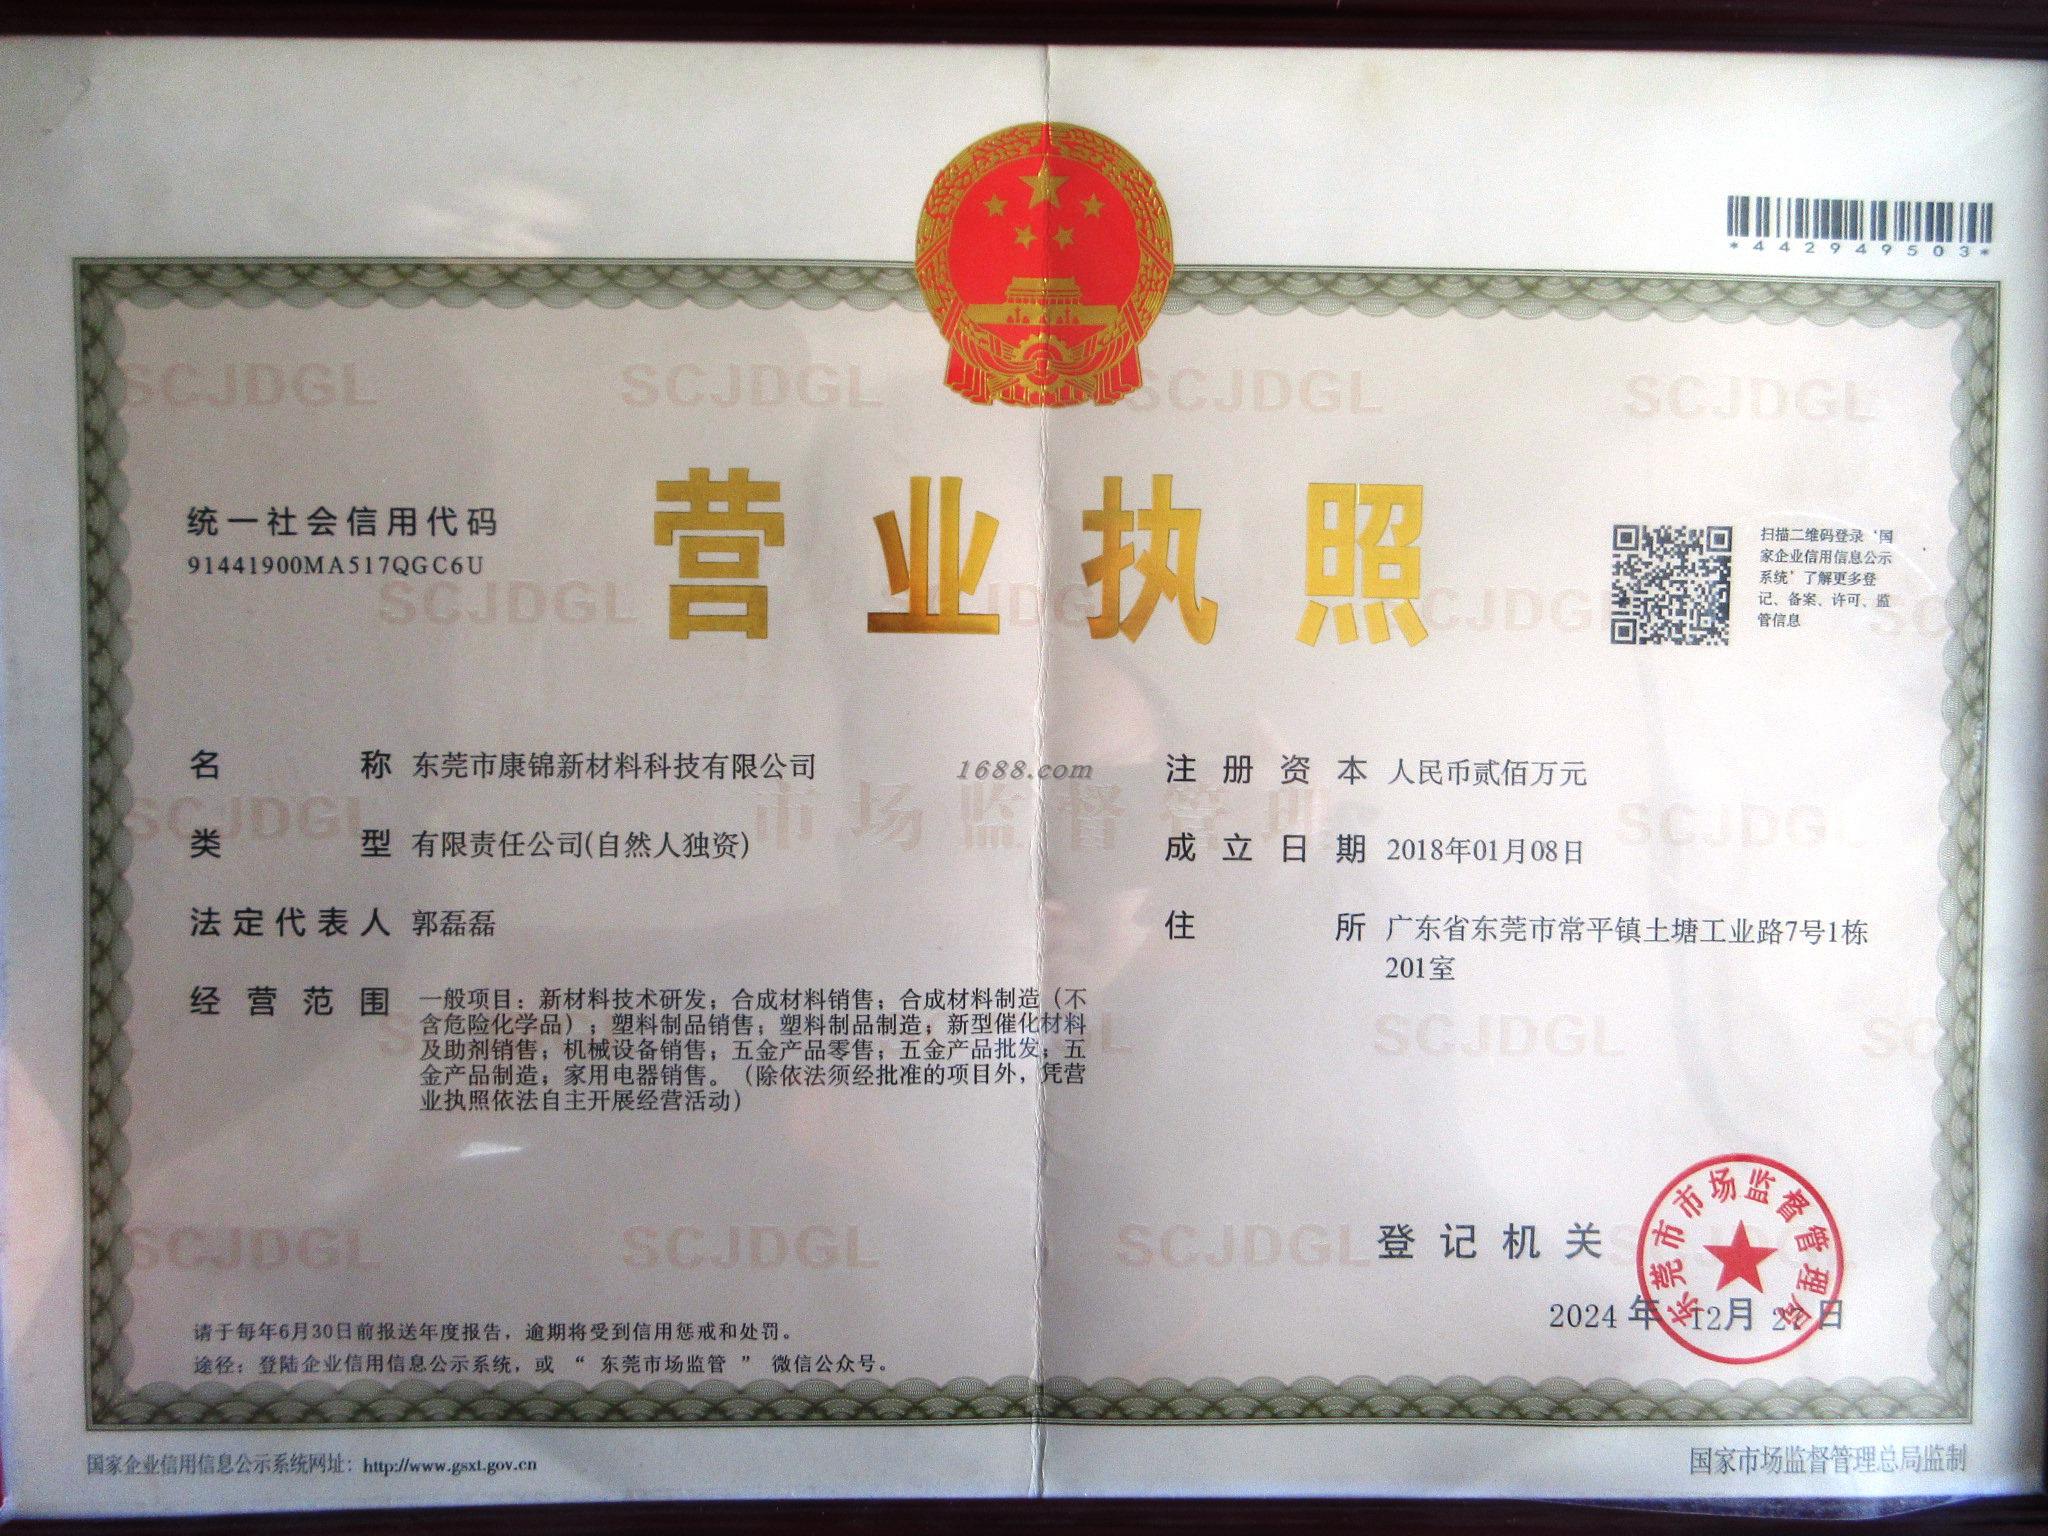 *442949503*
SCJDGL SCJDGL SCJDGL SCJDGL
营业执照
统一社会信用代码
91441900MA517QGC6U
扫描二维码登录‘国
家企业信用信息公示
系统’了解更多登
记、备案、许可、监
管信息
名称 东莞市康锦新材料科技有限公司
1688.com
市场监督管理
类型 有限责任公司(自然人独资)
法定代表人 郭磊磊
经营范围 一般项目：新材料技术研发；合成材料销售；合成材料制造（不
含危险化学品）；塑料制品销售；塑料制品制造；新型催化材料
及助剂销售；机械设备销售；五金产品零售；五金产品批发；五
金产品制造；家用电器销售。（除依法须经批准的项目外，凭营
业执照依法自主开展经营活动）
注册资本 人民币贰佰万元
成立日期 2018年01月08日
住所 广东省东莞市常平镇土塘工业路7号1栋
201室
登记机关
东莞市市场监督管理局
2024年12月27日
请于每年6月30日前报送年度报告，逾期将受到信用惩戒和处罚。
途径：登陆企业信用信息公示系统，或“东莞市场监管”微信公众号。
国家企业信用信息公示系统网址：http://www.gsxt.gov.cn
国家市场监督管理总局监制